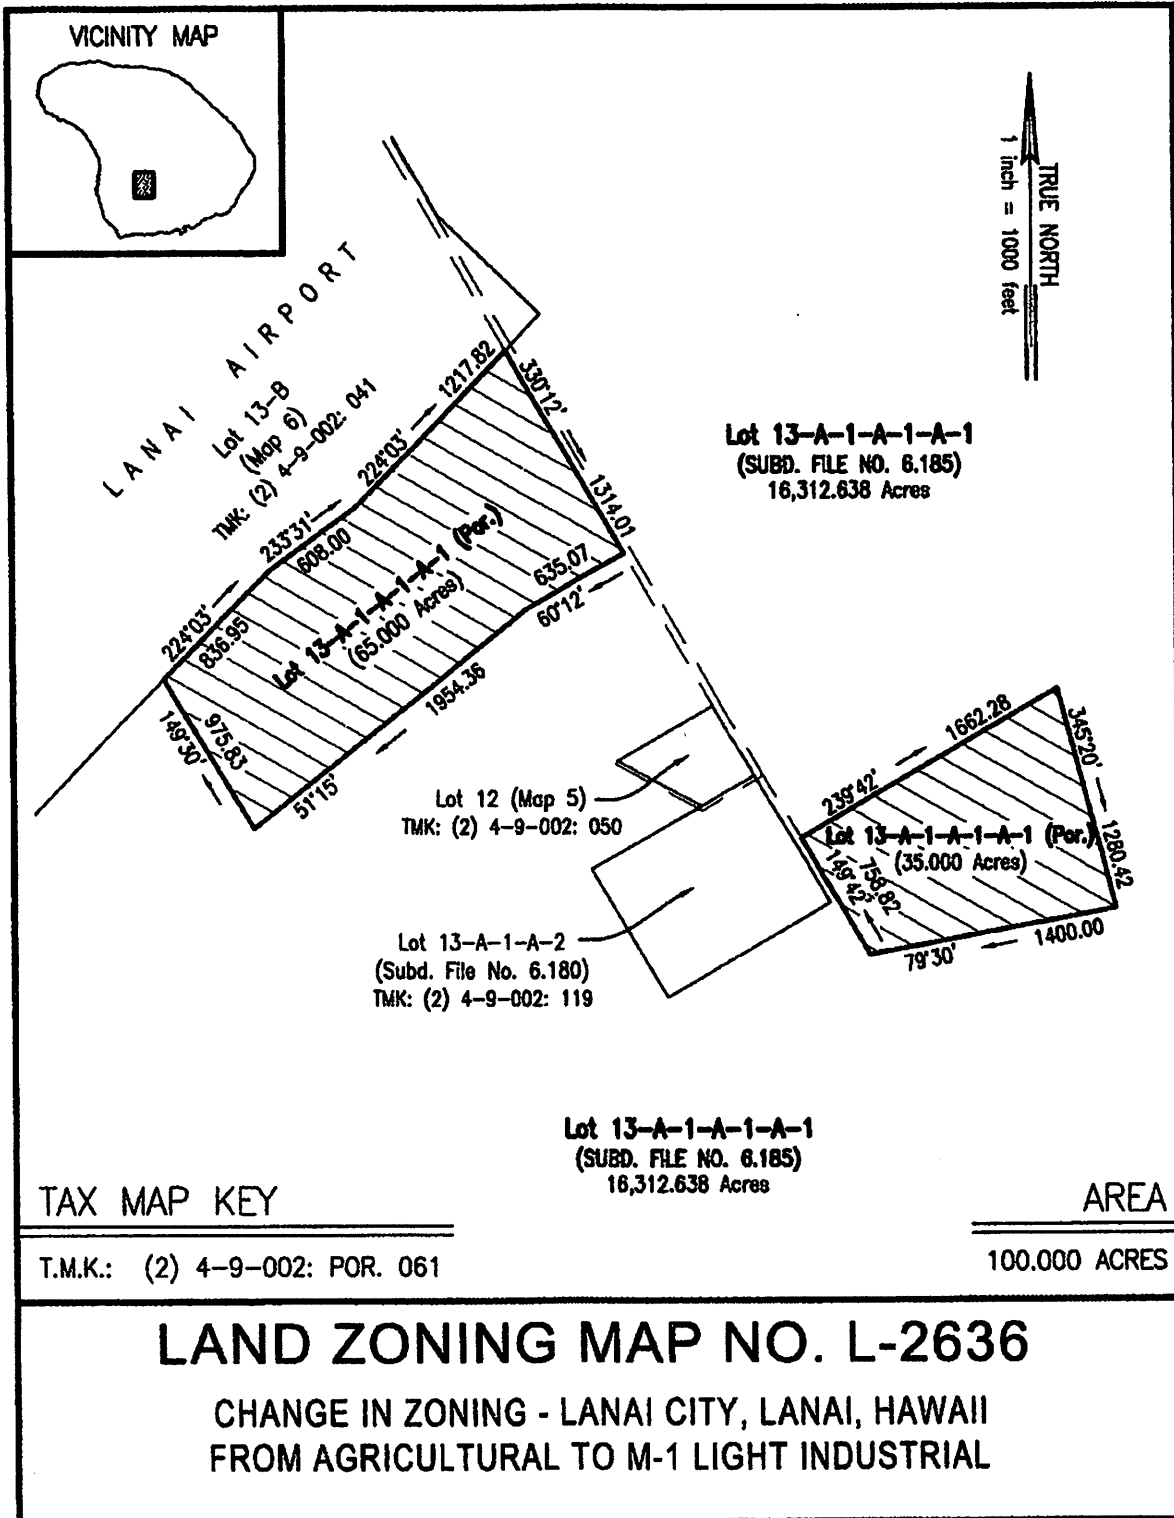 VICINITY MAP
TRUE NORTH
1 inch = 1000 feet
LANAI AIRPORT
Lot 13-B
(Map 6)
TMK: (2) 4-9-002: 041
1217.82
224°03'
233°31'
608.00
224°03'
836.95
330°12'
1314.01
Lot 13-A-1-A-1-A-1 (Por.)
(65.000 Acres)
635.07
60°12'
1954.36
51°15'
975.83
149°30'
Lot 13-A-1-A-1-A-1
(SUBD. FILE NO. 6.185)
16,312.638 Acres
Lot 12 (Map 5)
TMK: (2) 4-9-002: 050
1662.28
239°42'
345°20'
1280.42
Lot 13-A-1-A-1-A-1 (Por.)
(35.000 Acres)
758.82
149°42'
79°30'
1400.00
Lot 13-A-1-A-2
(Subd. File No. 6.180)
TMK: (2) 4-9-002: 119
Lot 13-A-1-A-1-A-1
(SUBD. FILE NO. 6.185)
16,312.638 Acres
TAX MAP KEY
AREA
T.M.K.: (2) 4-9-002: POR. 061
100.000 ACRES
LAND ZONING MAP NO. L-2636
CHANGE IN ZONING - LANAI CITY, LANAI, HAWAII
FROM AGRICULTURAL TO M-1 LIGHT INDUSTRIAL